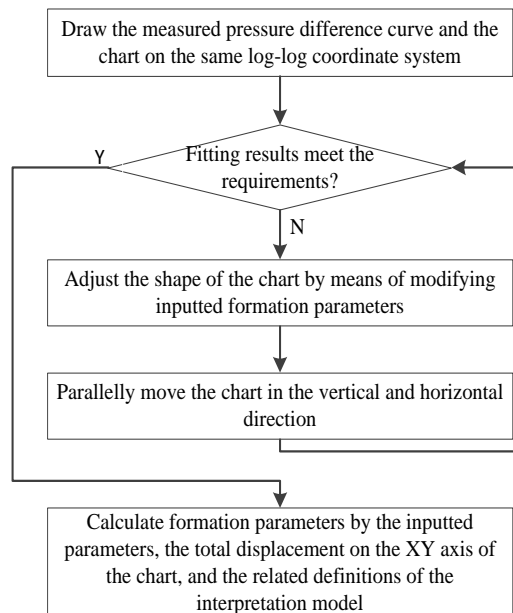 Draw the measured pressure difference curve and the
chart on the same log-log coordinate system
Y
Fitting results meet the
requirements?
N
Adjust the shape of the chart by means of modifying
inputted formation parameters
Parallelly move the chart in the vertical and horizontal
direction
Calculate formation parameters by the inputted
parameters, the total displacement on the XY axis of
the chart, and the related definitions of the
interpretation model